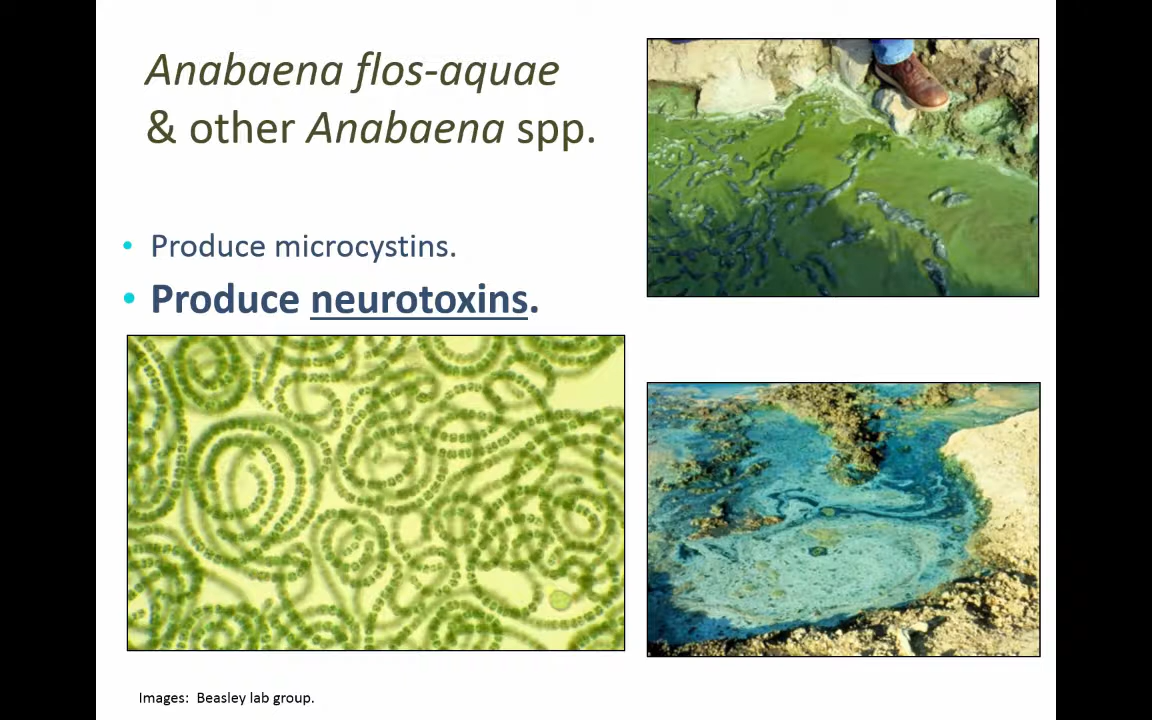 Anabaena flos-aquae
& other Anabaena spp.
• Produce microcystins.
• Produce neurotoxins.
Images:  Beasley lab group.